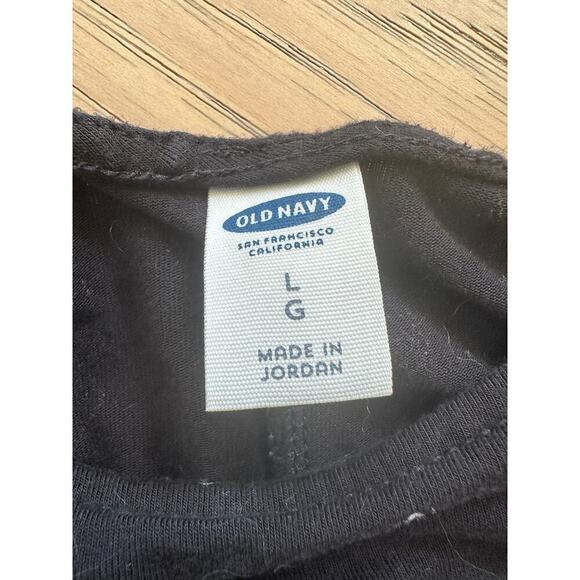 OLD NAVY
SAN FRANCISCO
CALIFORNIA
L
G
MADE IN
JORDAN